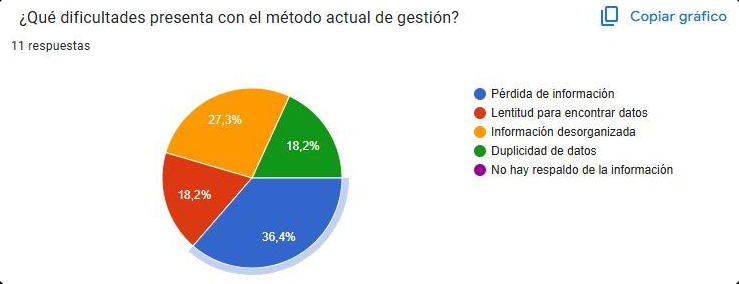 ¿Qué dificultades presenta con el método actual de gestión?
Copiar gráfico
11 respuestas
27,3%
18,2%
18,2%
36,4%
Pérdida de información
Lentitud para encontrar datos
Información desorganizada
Duplicidad de datos
No hay respaldo de la información